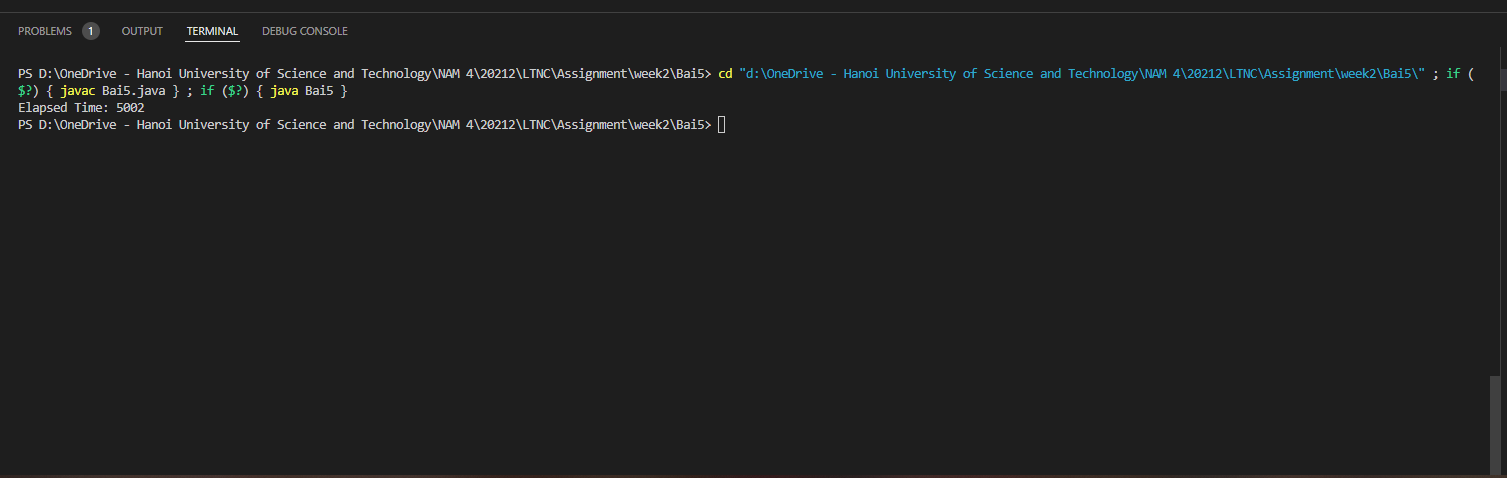 PROBLEMS 1 OUTPUT TERMINAL DEBUG CONSOLE
PS D:\OneDrive - Hanoi University of Science and Technology\NAM 4\20212\LTNC\Assignment\week2\Bai5> cd "d:\OneDrive - Hanoi University of Science and Technology\NAM 4\20212\LTNC\Assignment\week2\Bai5\" ; if (
$?) { javac Bai5.java } ; if ($?) { java Bai5 }
Elapsed Time: 5002
PS D:\OneDrive - Hanoi University of Science and Technology\NAM 4\20212\LTNC\Assignment\week2\Bai5>